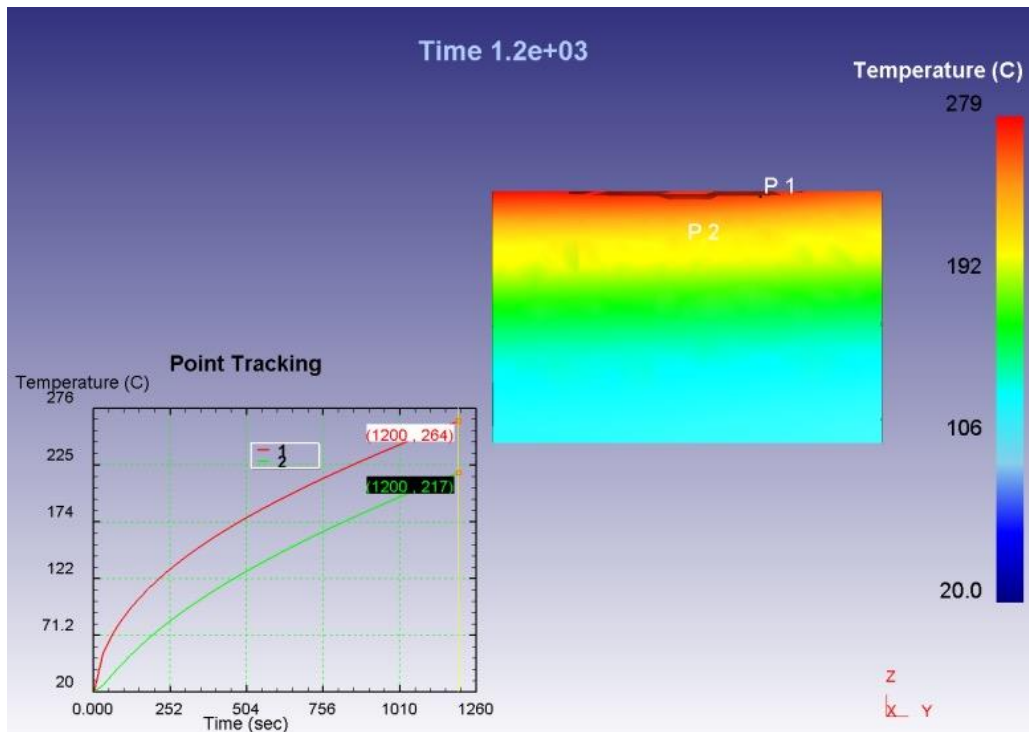 Time 1.2e+03
Temperature (C)
279
192
106
20.0
P 1
P 2
Point Tracking
Temperature (C)
276
225
174
122
71.2
20
1
2
(1200 , 264)
(1200 , 217)
0.000 252 504 756 1010 1260
Time (sec)
Z
X Y